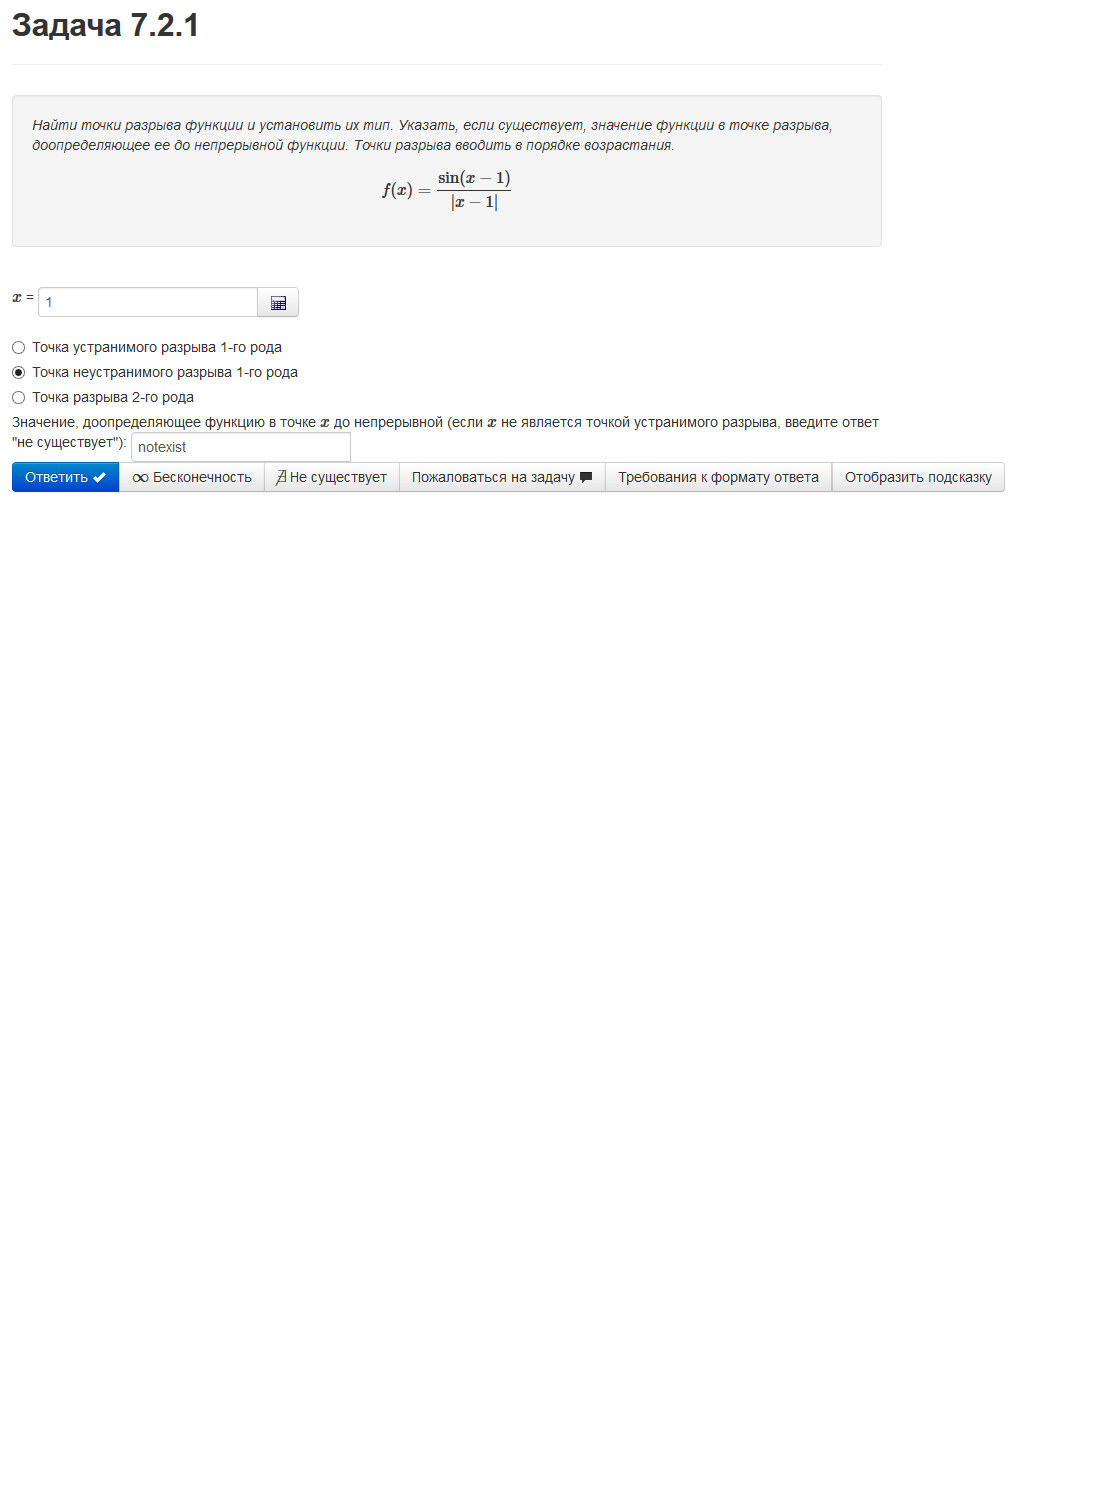 Задача 7.2.1
Найти точки разрыва функции и установить их тип. Указать, если существует, значение функции в точке разрыва,
доопределяющее ее до непрерывной функции. Точки разрыва вводить в порядке возрастания.
f(x) = sin(x − 1) / |x − 1|
x = 1
Точка устранимого разрыва 1-го рода
Точка неустранимого разрыва 1-го рода
Точка разрыва 2-го рода
Значение, доопределяющее функцию в точке x до непрерывной (если x не является точкой устранимого разрыва, введите ответ
"не существует"): notexist
Ответить ∞ Бесконечность ∄ Не существует Пожаловаться на задачу Требования к формату ответа Отобразить подсказку